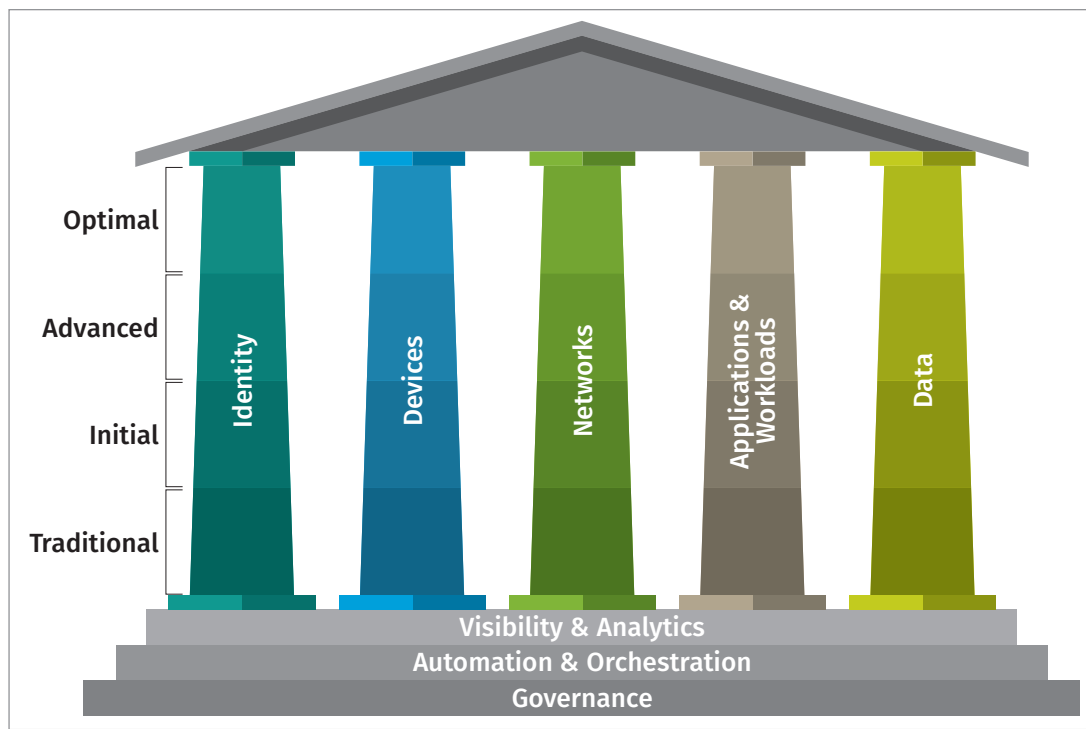 Optimal
Advanced
Initial
Traditional
Identity
Devices
Networks
Applications &
Workloads
Data
Visibility & Analytics
Automation & Orchestration
Governance